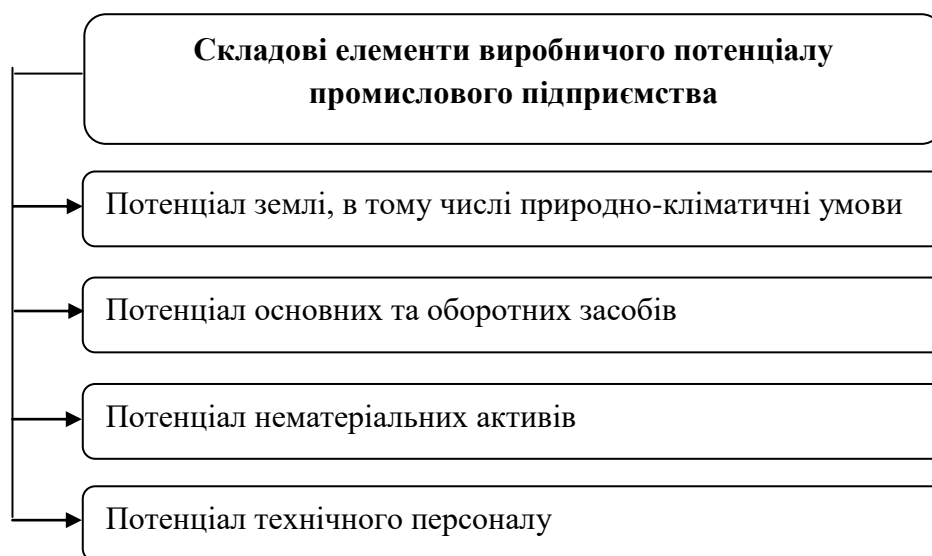 Складові елементи виробничого потенціалу
промислового підприємства
Потенціал землі, в тому числі природно-кліматичні умови
Потенціал основних та оборотних засобів
Потенціал нематеріальних активів
Потенціал технічного персоналу